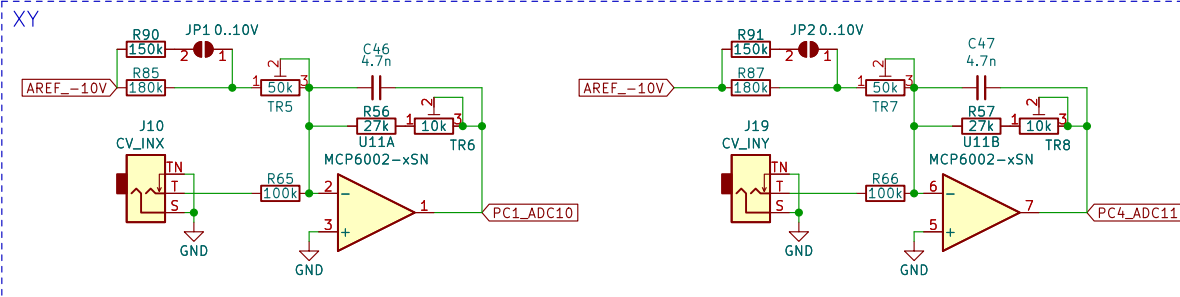 XY
R90
150k
JP1 0..10V
2
1
AREF_-10V
R85
180k
2
1
50k
3
TR5
C46
4.7n
R56
27k
2
1
10k
3
TR6
J10
CV_INX
TN
T
S
GND
R65
100k
U11A
MCP6002-xSN
2
−
3
+
1
GND
PC1_ADC10
R91
150k
JP2 0..10V
2
1
AREF_-10V
R87
180k
2
1
50k
3
TR7
C47
4.7n
R57
27k
2
1
10k
3
TR8
J19
CV_INY
TN
T
S
GND
R66
100k
U11B
MCP6002-xSN
6
−
5
+
7
GND
PC4_ADC11